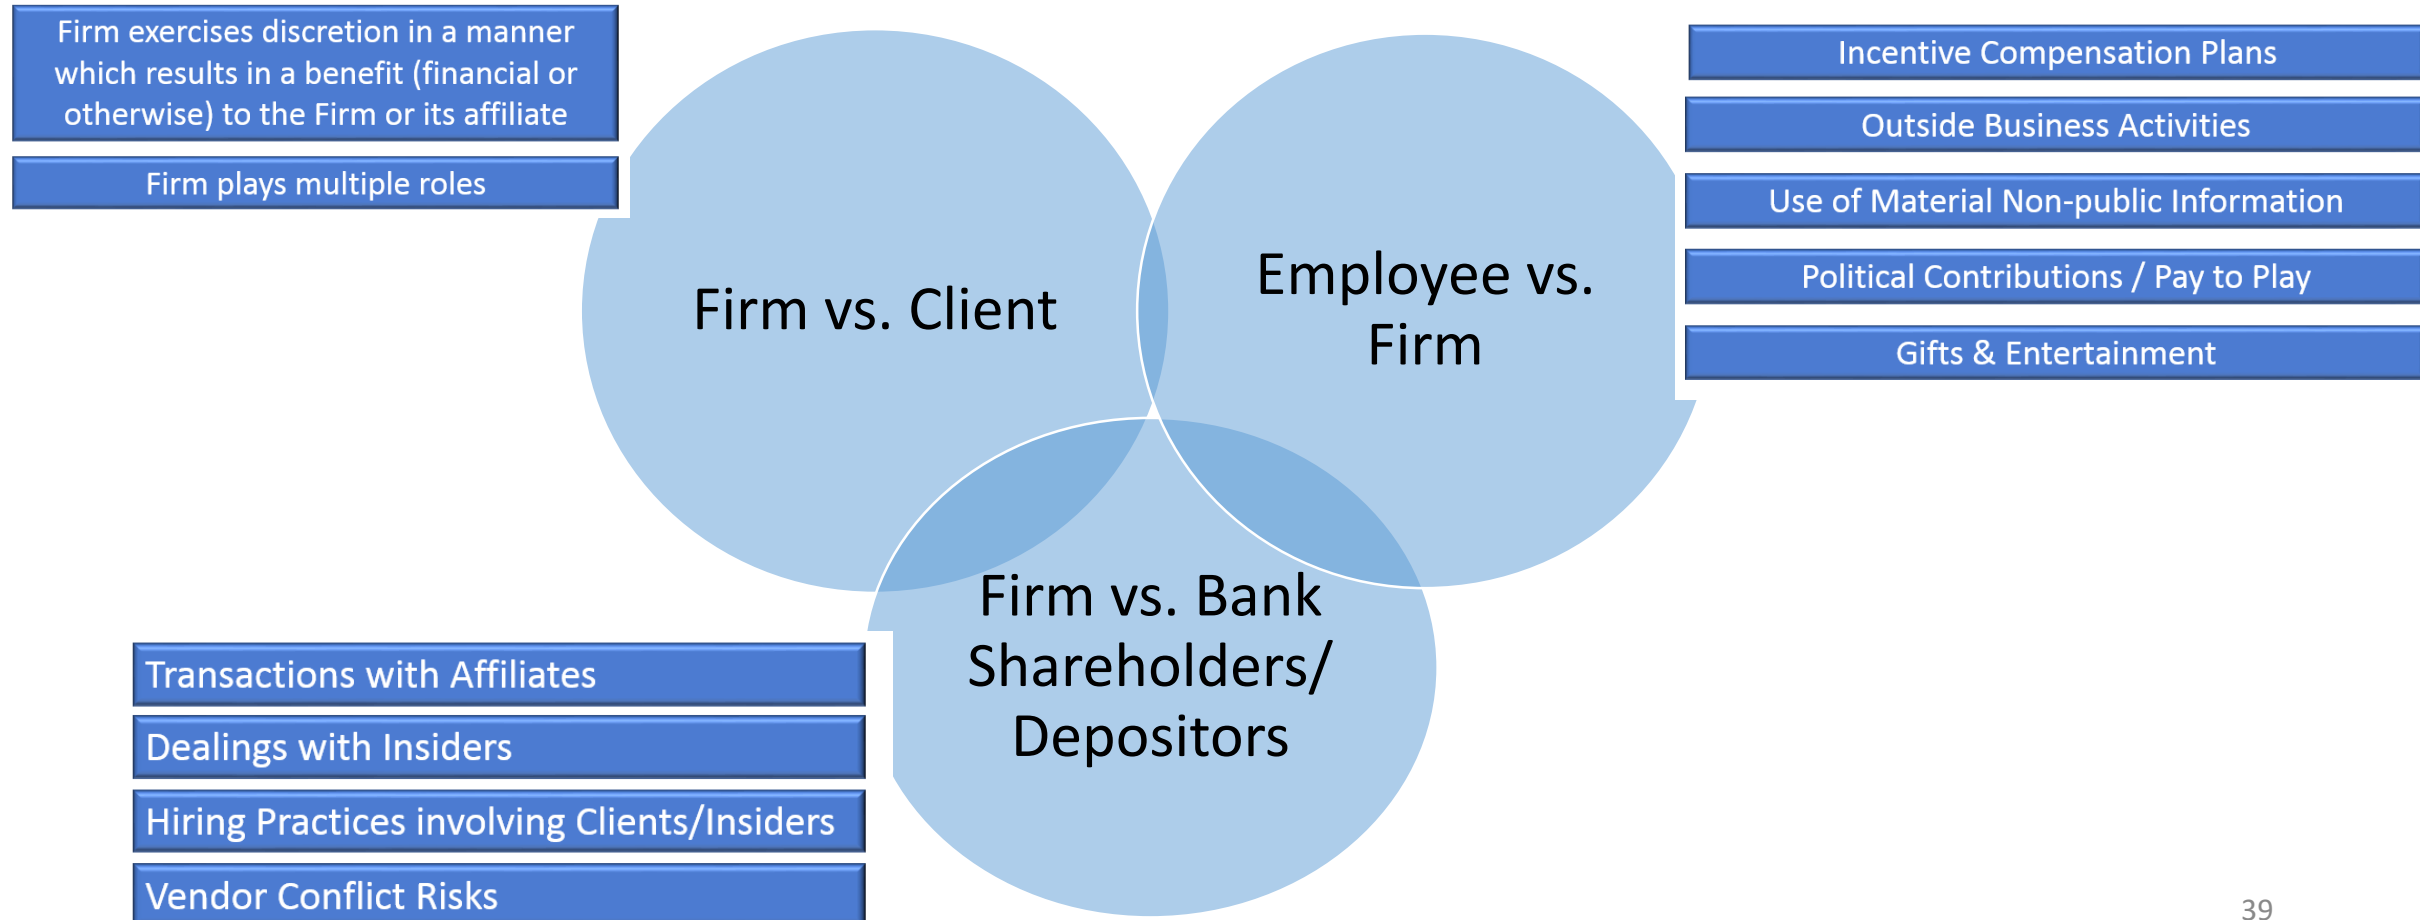 Firm exercises discretion in a manner
which results in a benefit (financial or
otherwise) to the Firm or its affiliate
Firm plays multiple roles
Firm vs. Client
Employee vs.
Firm
Incentive Compensation Plans
Outside Business Activities
Use of Material Non-public Information
Political Contributions / Pay to Play
Gifts & Entertainment
Firm vs. Bank
Shareholders/
Depositors
Transactions with Affiliates
Dealings with Insiders
Hiring Practices involving Clients/Insiders
Vendor Conflict Risks
39